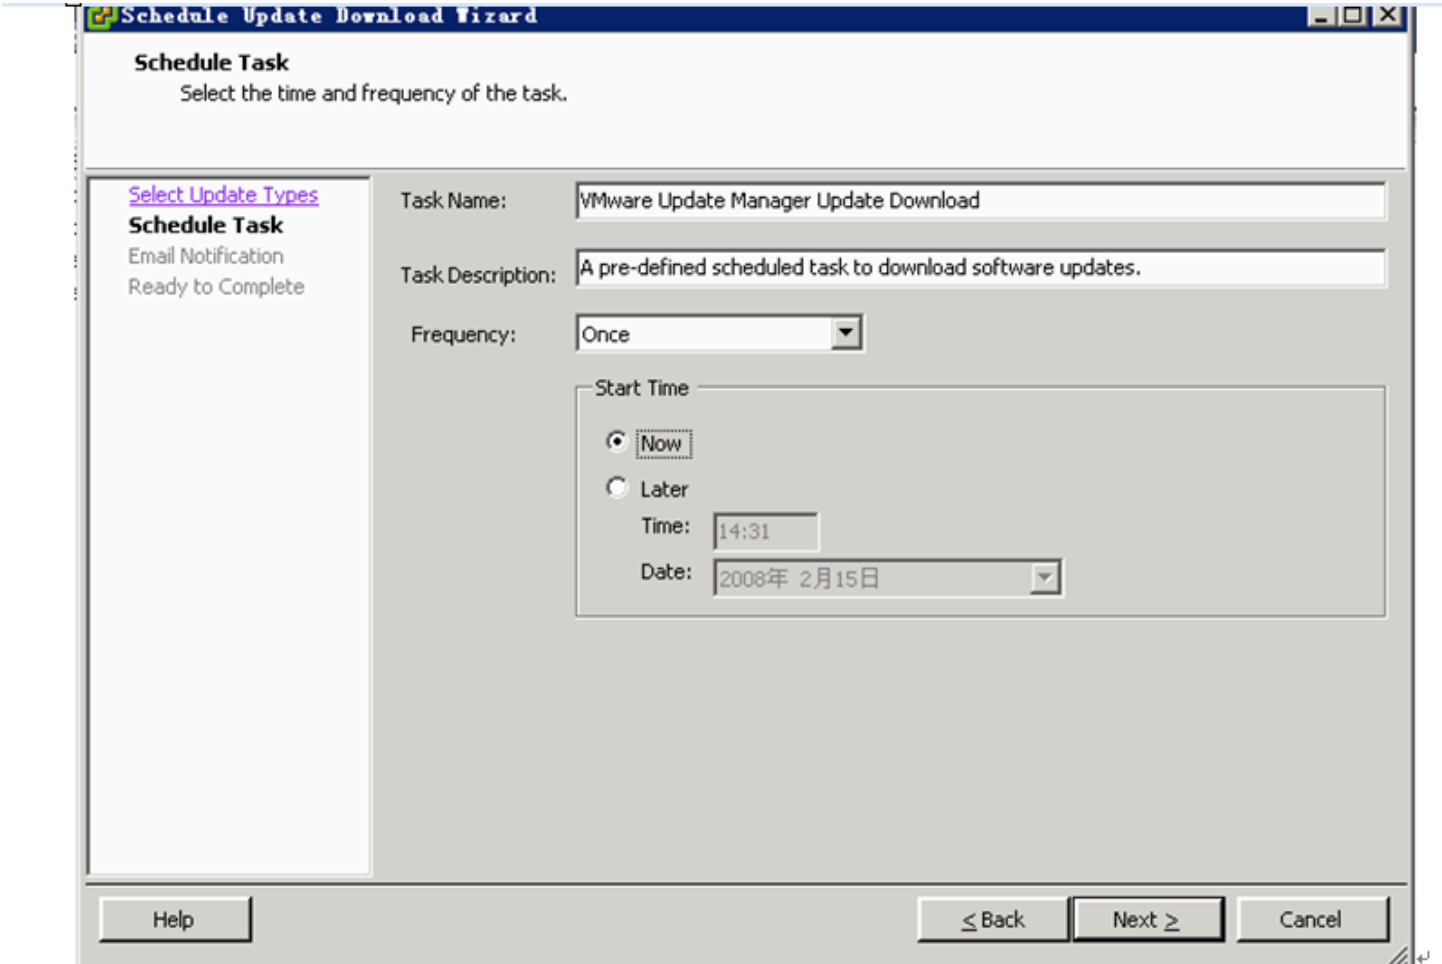 Schedule Update Download Wizard
Schedule Task
Select the time and frequency of the task.
Select Update Types
Schedule Task
Email Notification
Ready to Complete
Task Name: VMware Update Manager Update Download
Task Description: A pre-defined scheduled task to download software updates.
Frequency: Once
Start Time
Now
Later
Time: 14:31
Date: 2008年 2月15日
Help
< Back
Next >
Cancel